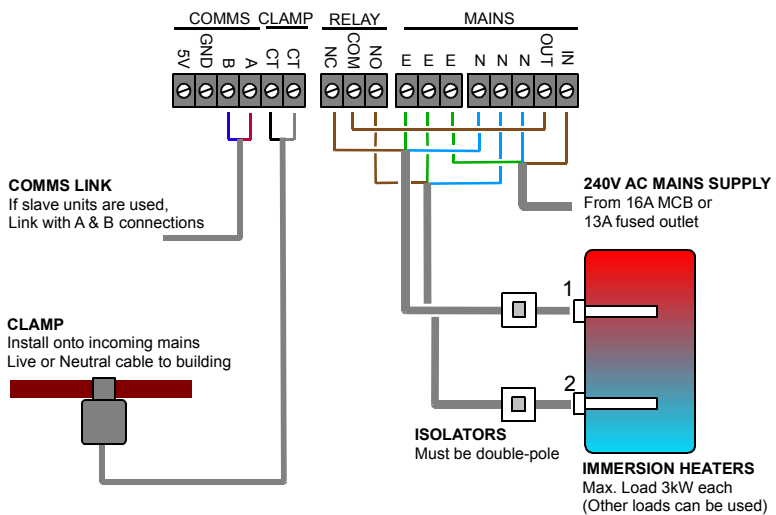 COMMS CLAMP RELAY MAINS
5V GND B A CT CT NC COM NO E E E N N N OUT IN
COMMS LINK
If slave units are used,
Link with A & B connections
240V AC MAINS SUPPLY
From 16A MCB or
13A fused outlet
1
CLAMP
Install onto incoming mains
Live or Neutral cable to building
2
ISOLATORS
Must be double-pole
IMMERSION HEATERS
Max. Load 3kW each
(Other loads can be used)